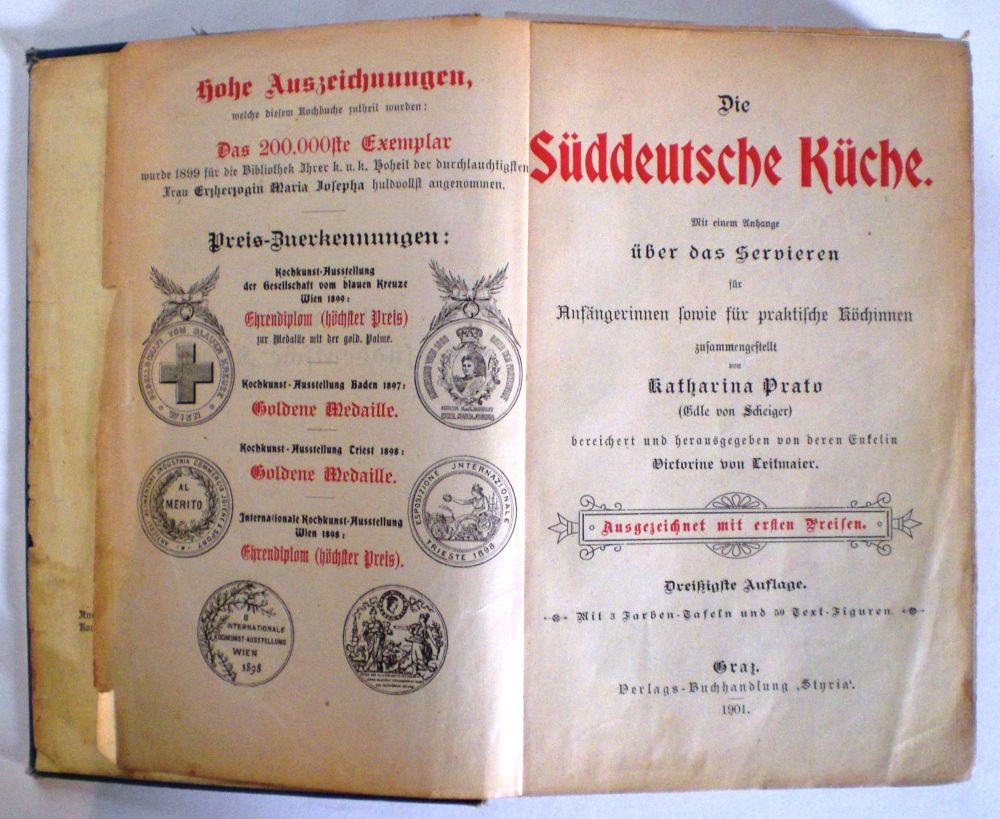 Hohe Auszeichnungen,
welche diesem Kochbuche zutheil wurden:
Das 200.000ste Exemplar
wurde 1899 für die Bibliothek Ihrer k. u. k. Hoheit der durchlauchtigsten
Frau Erzherzogin Maria Josepha huldvollst angenommen.
Preis-Zuerkennungen:
Kochkunst-Ausstellung
der Gesellschaft vom blauen Kreuze
Wien 1899:
Ehrendiplom (höchster Preis)
zur Medaille mit der gold. Palme.
GESELLSCHAFT VOM BLAUEN KREUZE
WIEN
Kochkunst-Ausstellung Baden 1897:
Goldene Medaille.
Kochkunst-Ausstellung Triest 1898:
Goldene Medaille.
AL
MERITO
ESPOSIZIONE INTERNAZIONALE
TRIESTE 1898
Internationale Kochkunst-Ausstellung
Wien 1898:
Ehrendiplom (höchster Preis).
INTERNATIONALE
KOCHKUNST-AUSSTELLUNG
WIEN
1898
Die
Süddeutsche Küche.
Mit einem Anhange
über das Servieren
für
Anfängerinnen sowie für praktische Köchinnen
zusammengestellt
von
Katharina Prato
(Edle von Scheiger)
bereichert und herausgegeben von deren Enkelin
Victorine von Leitmaier.
Ausgezeichnet mit ersten Preisen.
Dreißigste Auflage.
Mit 3 Farben-Tafeln und 50 Text-Figuren.
Graz.
Verlags-Buchhandlung ‚Styria‘.
1901.